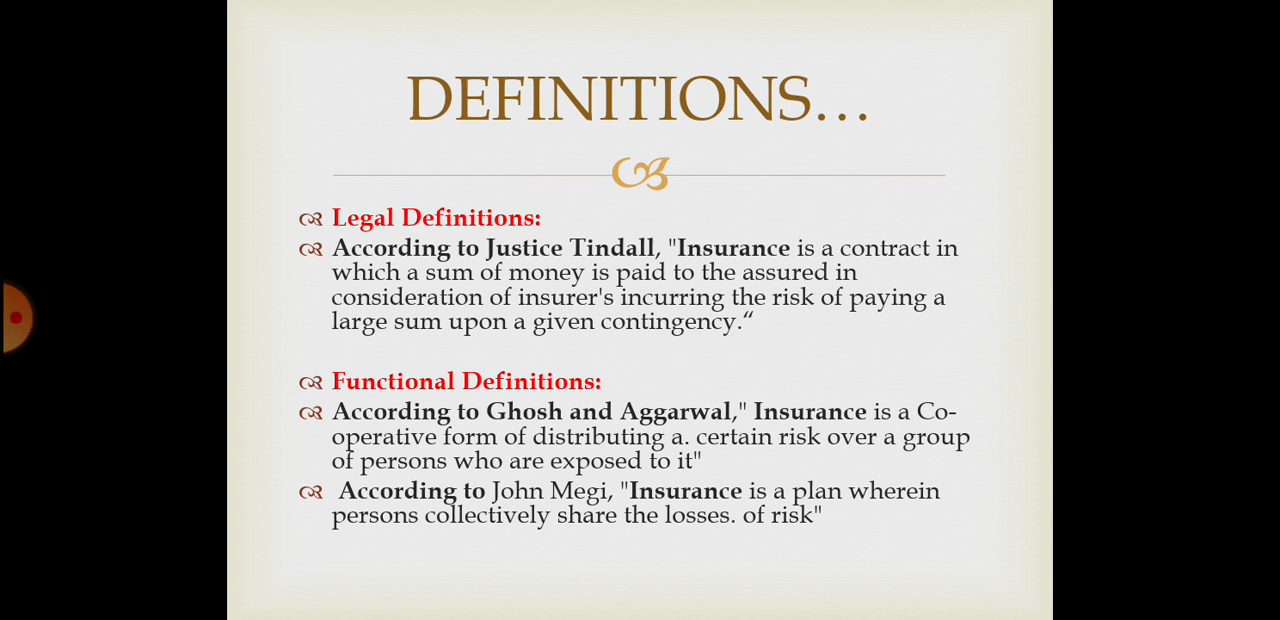 DEFINITIONS...
Legal Definitions:
According to Justice Tindall, "Insurance is a contract in
which a sum of money is paid to the assured in
consideration of insurer's incurring the risk of paying a
large sum upon a given contingency.“
Functional Definitions:
According to Ghosh and Aggarwal," Insurance is a Co-
operative form of distributing a. certain risk over a group
of persons who are exposed to it"
According to John Megi, "Insurance is a plan wherein
persons collectively share the losses. of risk"